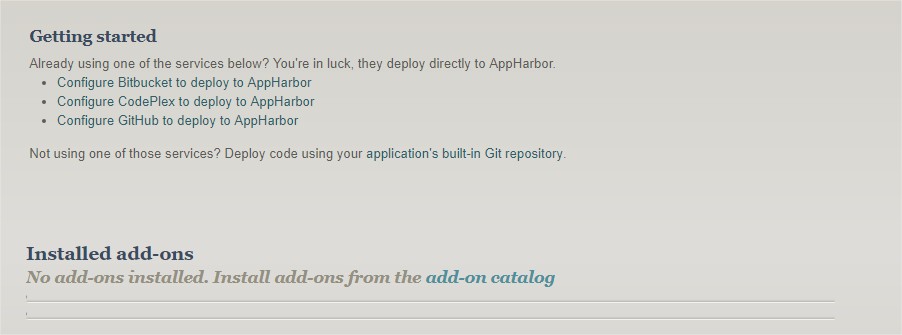 Getting started
Already using one of the services below? You're in luck, they deploy directly to AppHarbor.
Configure Bitbucket to deploy to AppHarbor
Configure CodePlex to deploy to AppHarbor
Configure GitHub to deploy to AppHarbor
Not using one of those services? Deploy code using your application's built-in Git repository.
Installed add-ons
No add-ons installed. Install add-ons from the add-on catalog